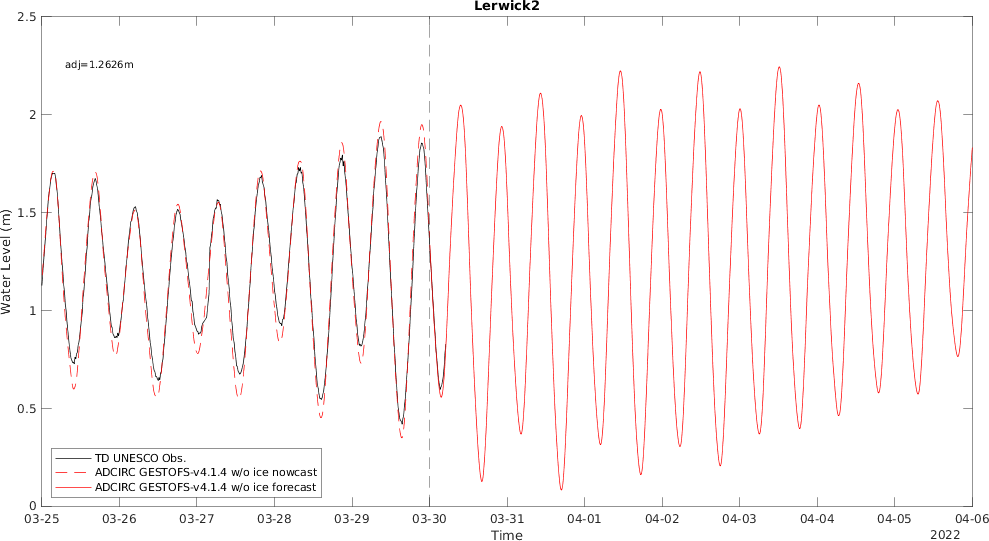 Lerwick2
2.5
adj=1.2626m
2
1.5
Water Level (m)
1
0.5
TD UNESCO Obs.
ADCIRC GESTOFS-v4.1.4 w/o ice nowcast
ADCIRC GESTOFS-v4.1.4 w/o ice forecast
0
03-25 03-26 03-27 03-28 03-29 03-30 03-31 04-01 04-02 04-03 04-04 04-05 04-06
Time
2022